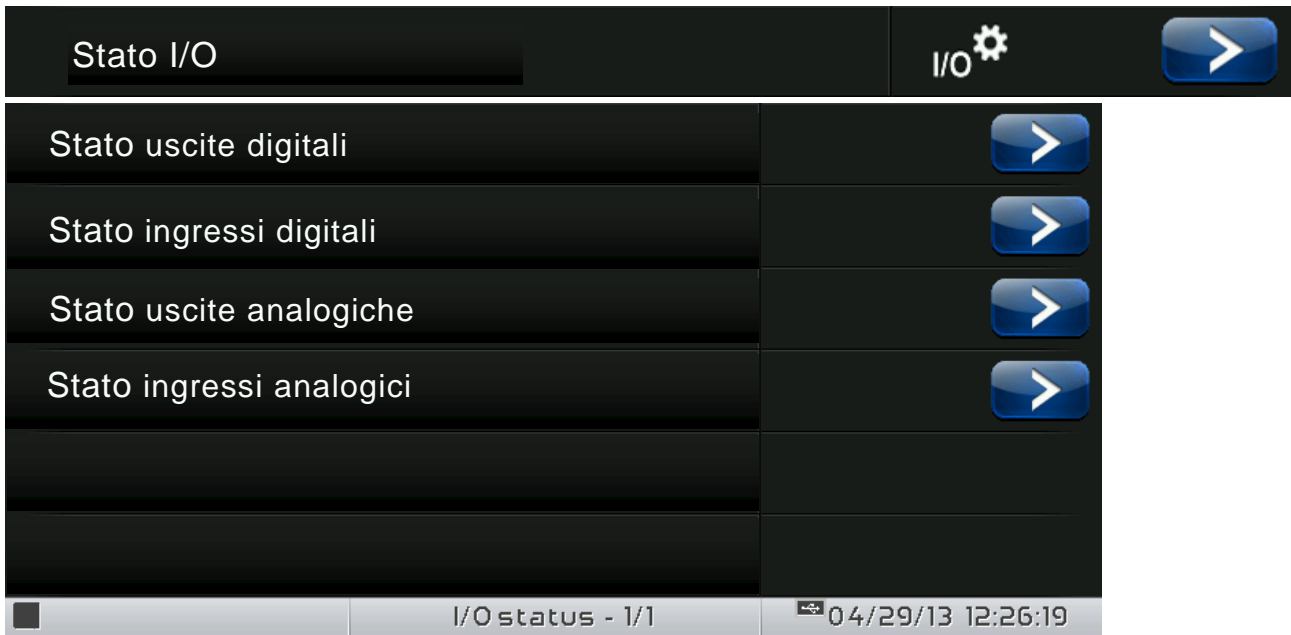 Stato I/O
I/O
Stato uscite digitali
Stato ingressi digitali
Stato uscite analogiche
Stato ingressi analogici
I/O status - 1/1
04/29/13 12:26:19